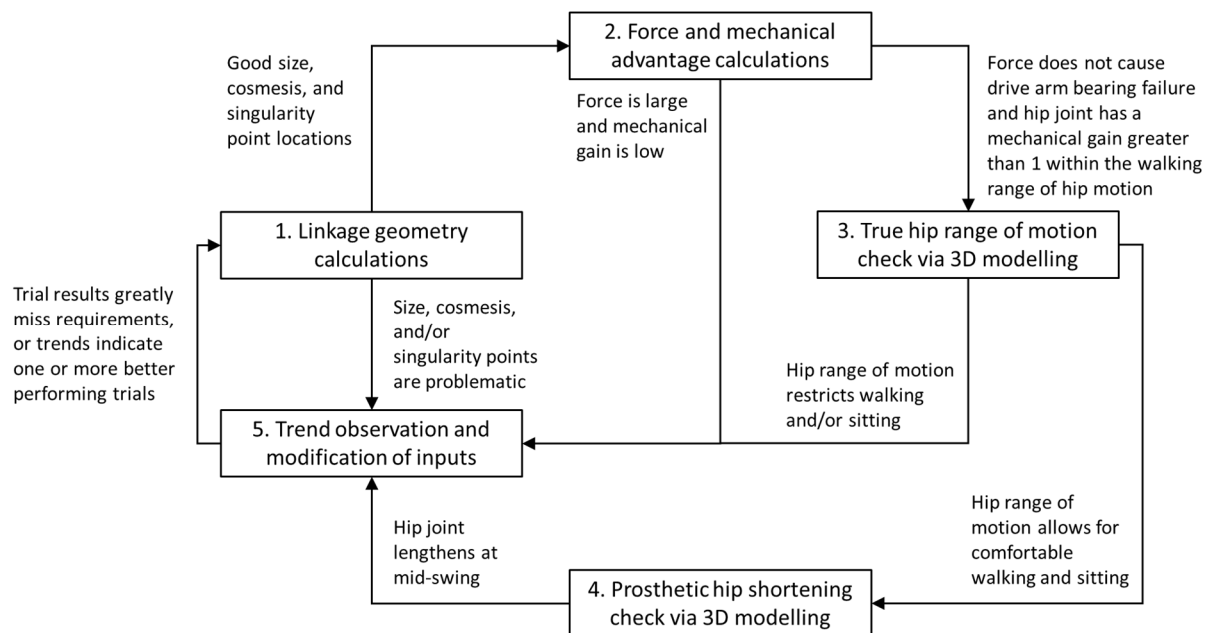 2. Force and mechanical
advantage calculations
Good size,
cosmesis, and
singularity
point locations
Force is large
and mechanical
gain is low
Force does not cause
drive arm bearing failure
and hip joint has a
mechanical gain greater
than 1 within the walking
range of hip motion
1. Linkage geometry
calculations
3. True hip range of motion
check via 3D modelling
Trial results greatly
miss requirements,
or trends indicate
one or more better
performing trials
Size, cosmesis,
and/or
singularity points
are problematic
Hip range of motion
restricts walking
and/or sitting
5. Trend observation and
modification of inputs
Hip joint
lengthens at
mid-swing
Hip range of
motion allows for
comfortable
walking and sitting
4. Prosthetic hip shortening
check via 3D modelling